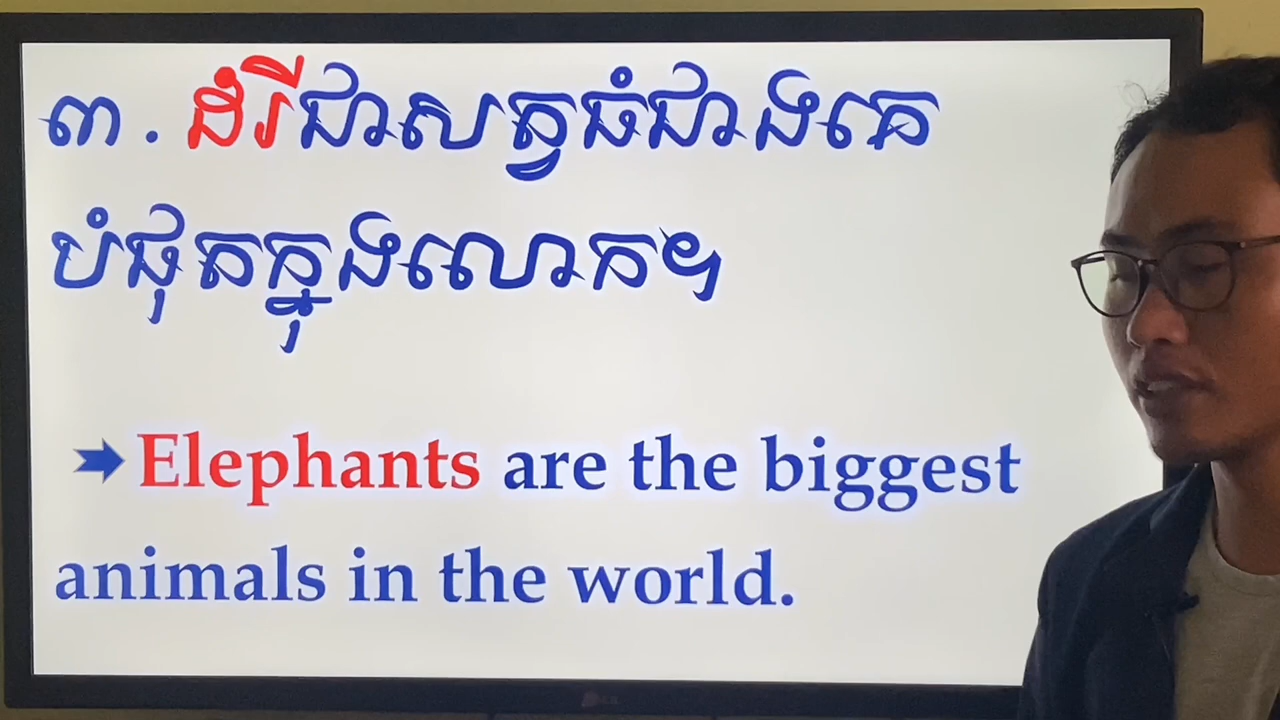 ៣. ដំរីជាសត្វធំជាងគេ
បំផុតក្នុងលោក៚
Elephants are the biggest
animals in the world.